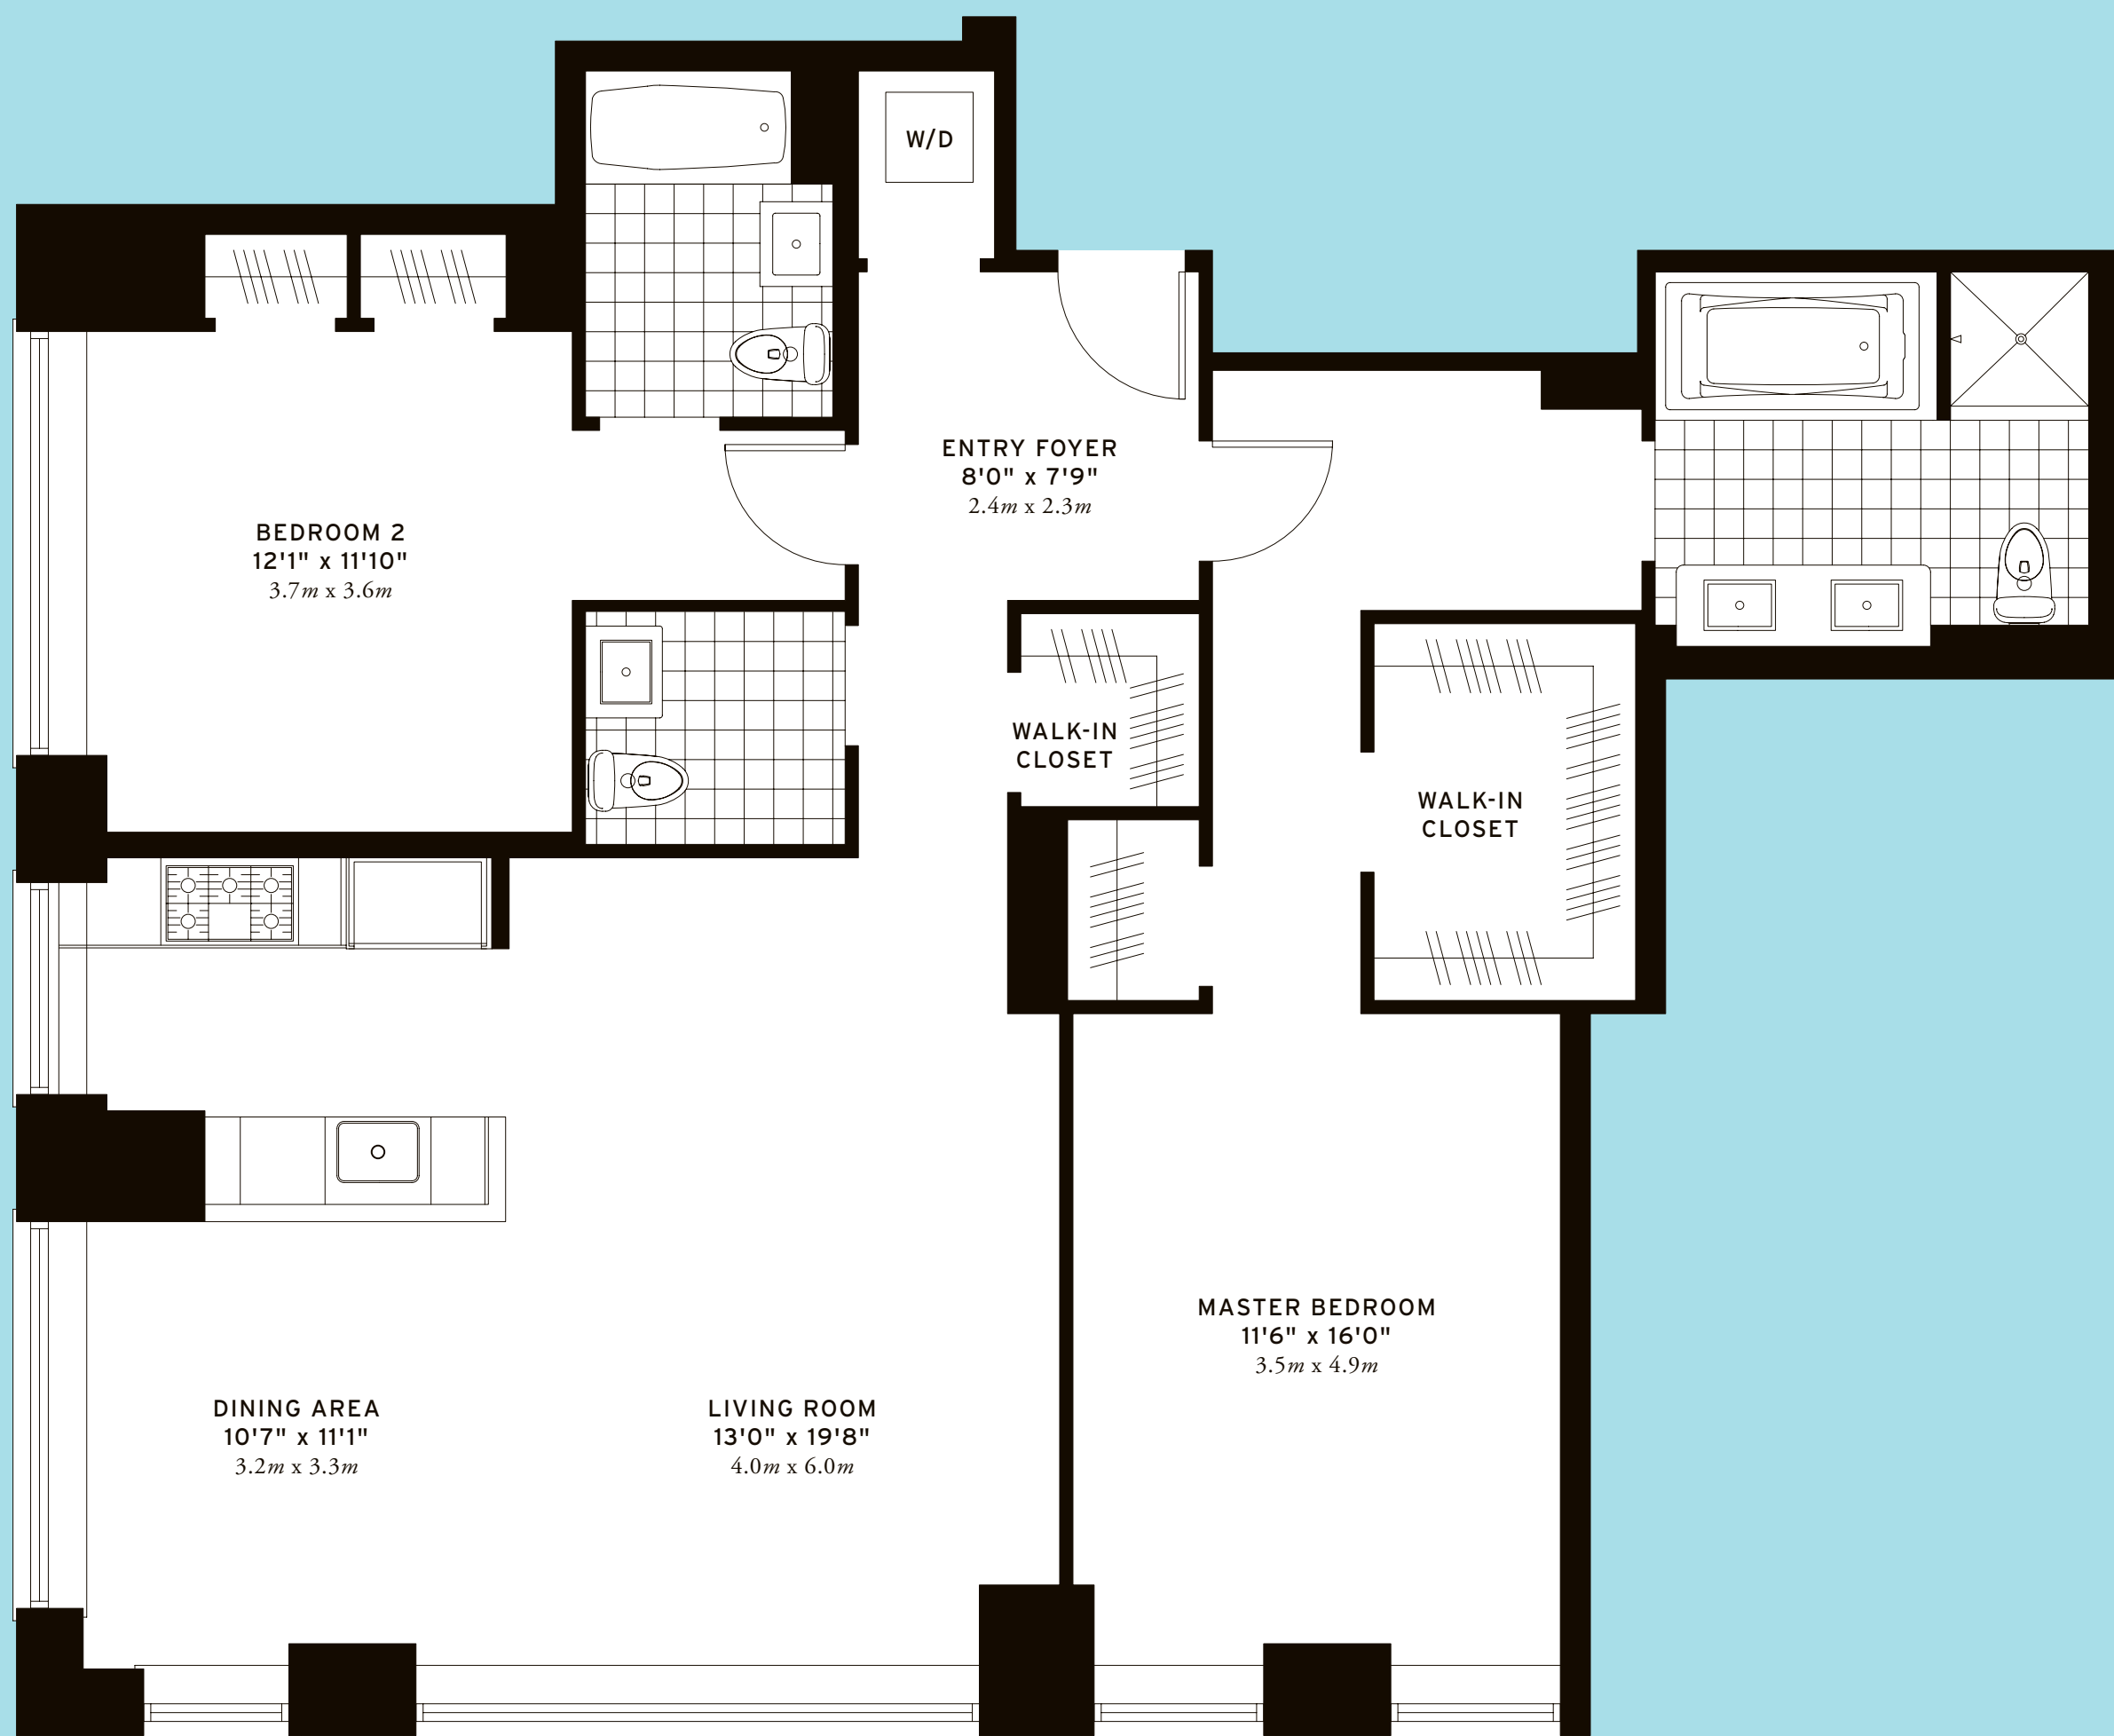 W/D
ENTRY FOYER
8'0" x 7'9"
2.4m x 2.3m
BEDROOM 2
12'1" x 11'10"
3.7m x 3.6m
WALK-IN
CLOSET
WALK-IN
CLOSET
MASTER BEDROOM
11'6" x 16'0"
3.5m x 4.9m
DINING AREA
10'7" x 11'1"
3.2m x 3.3m
LIVING ROOM
13'0" x 19'8"
4.0m x 6.0m